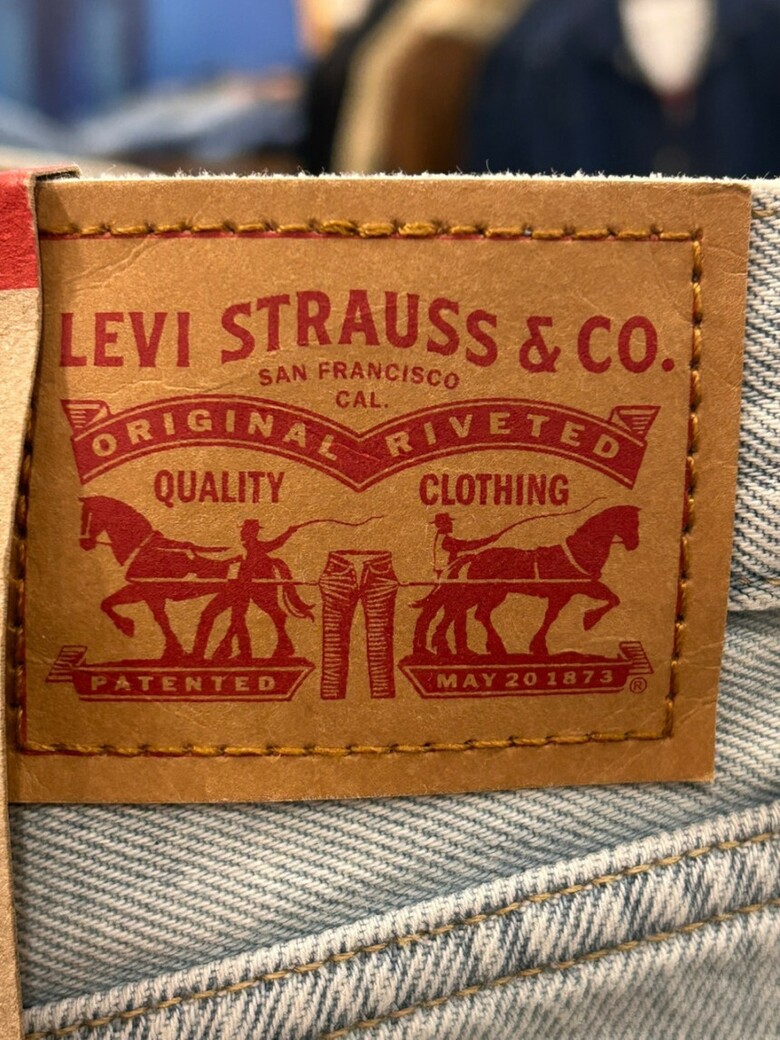 LEVI STRAUSS & CO.
SAN FRANCISCO
CAL.
ORIGINAL RIVETED
QUALITY CLOTHING
PATENTED MAY 20 1873 ®